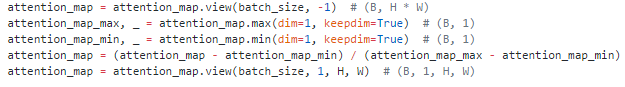 attention_map = attention_map.view(batch_size, -1)  # (B, H * W)
attention_map_max, _ = attention_map.max(dim=1, keepdim=True)  # (B, 1)
attention_map_min, _ = attention_map.min(dim=1, keepdim=True)  # (B, 1)
attention_map = (attention_map - attention_map_min) / (attention_map_max - attention_map_min)
attention_map = attention_map.view(batch_size, 1, H, W)  # (B, 1, H, W)